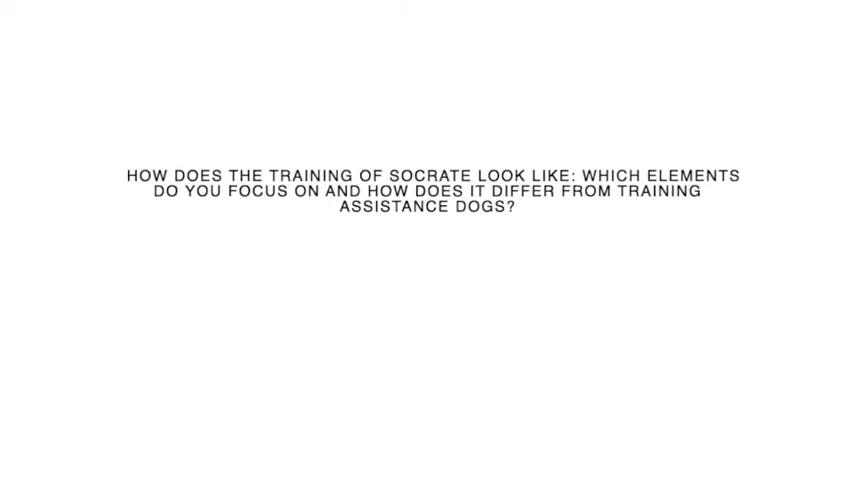 HOW DOES THE TRAINING OF SOCRATE LOOK LIKE: WHICH ELEMENTS
DO YOU FOCUS ON AND HOW DOES IT DIFFER FROM TRAINING
ASSISTANCE DOGS?